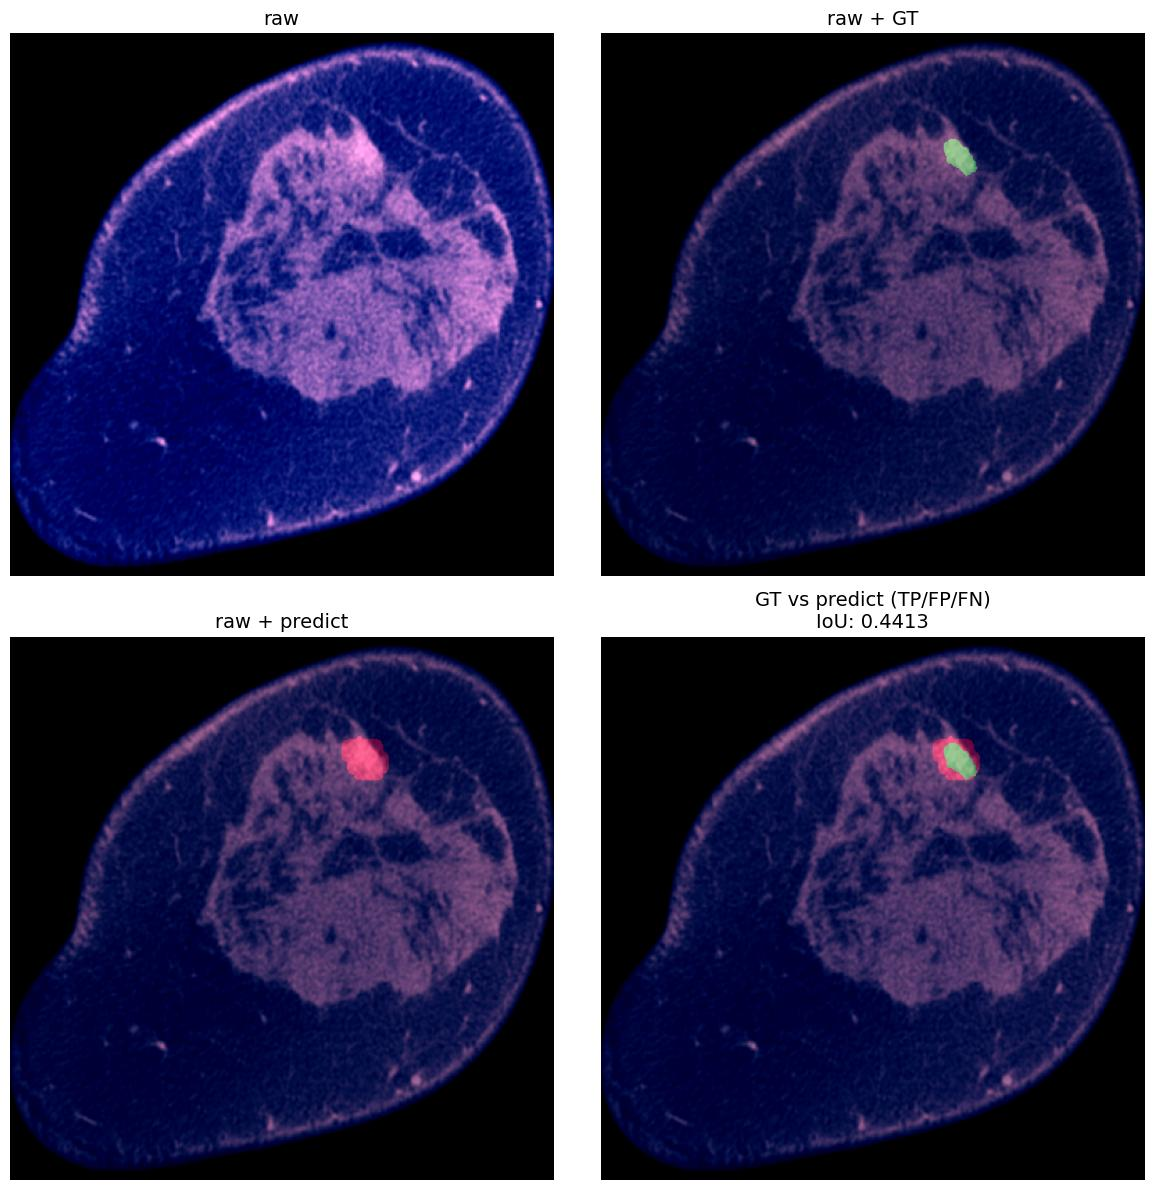 raw
raw + GT
raw + predict
GT vs predict (TP/FP/FN)
IoU: 0.4413